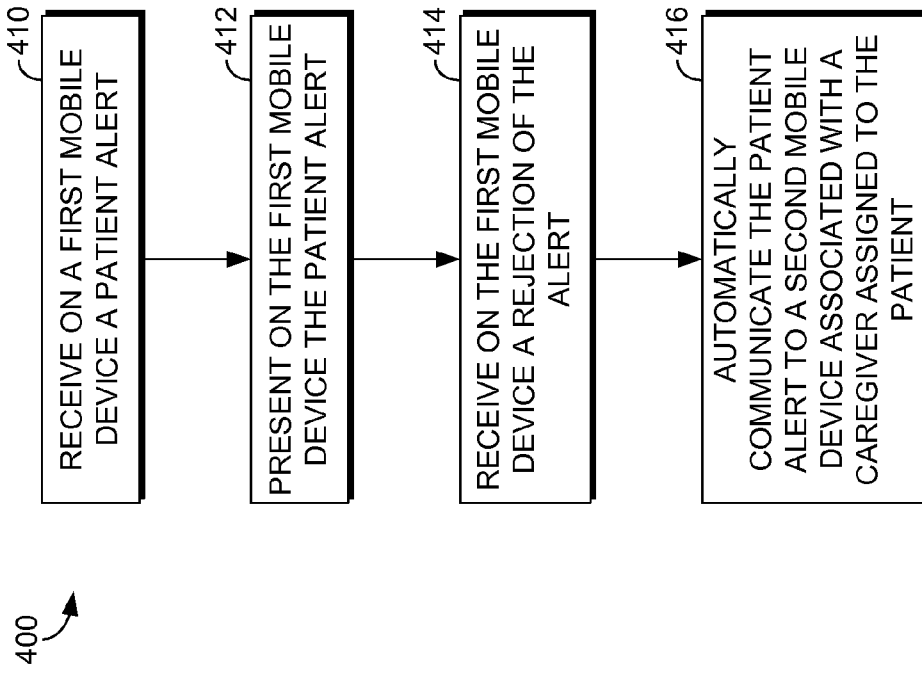 400
410
RECEIVE ON A FIRST MOBILE
DEVICE A PATIENT ALERT
412
PRESENT ON THE FIRST MOBILE
DEVICE THE PATIENT ALERT
414
RECEIVE ON THE FIRST MOBILE
DEVICE A REJECTION OF THE
ALERT
416
AUTOMATICALLY
COMMUNICATE THE PATIENT
ALERT TO A SECOND MOBILE
DEVICE ASSOCIATED WITH A
CAREGIVER ASSIGNED TO THE
PATIENT